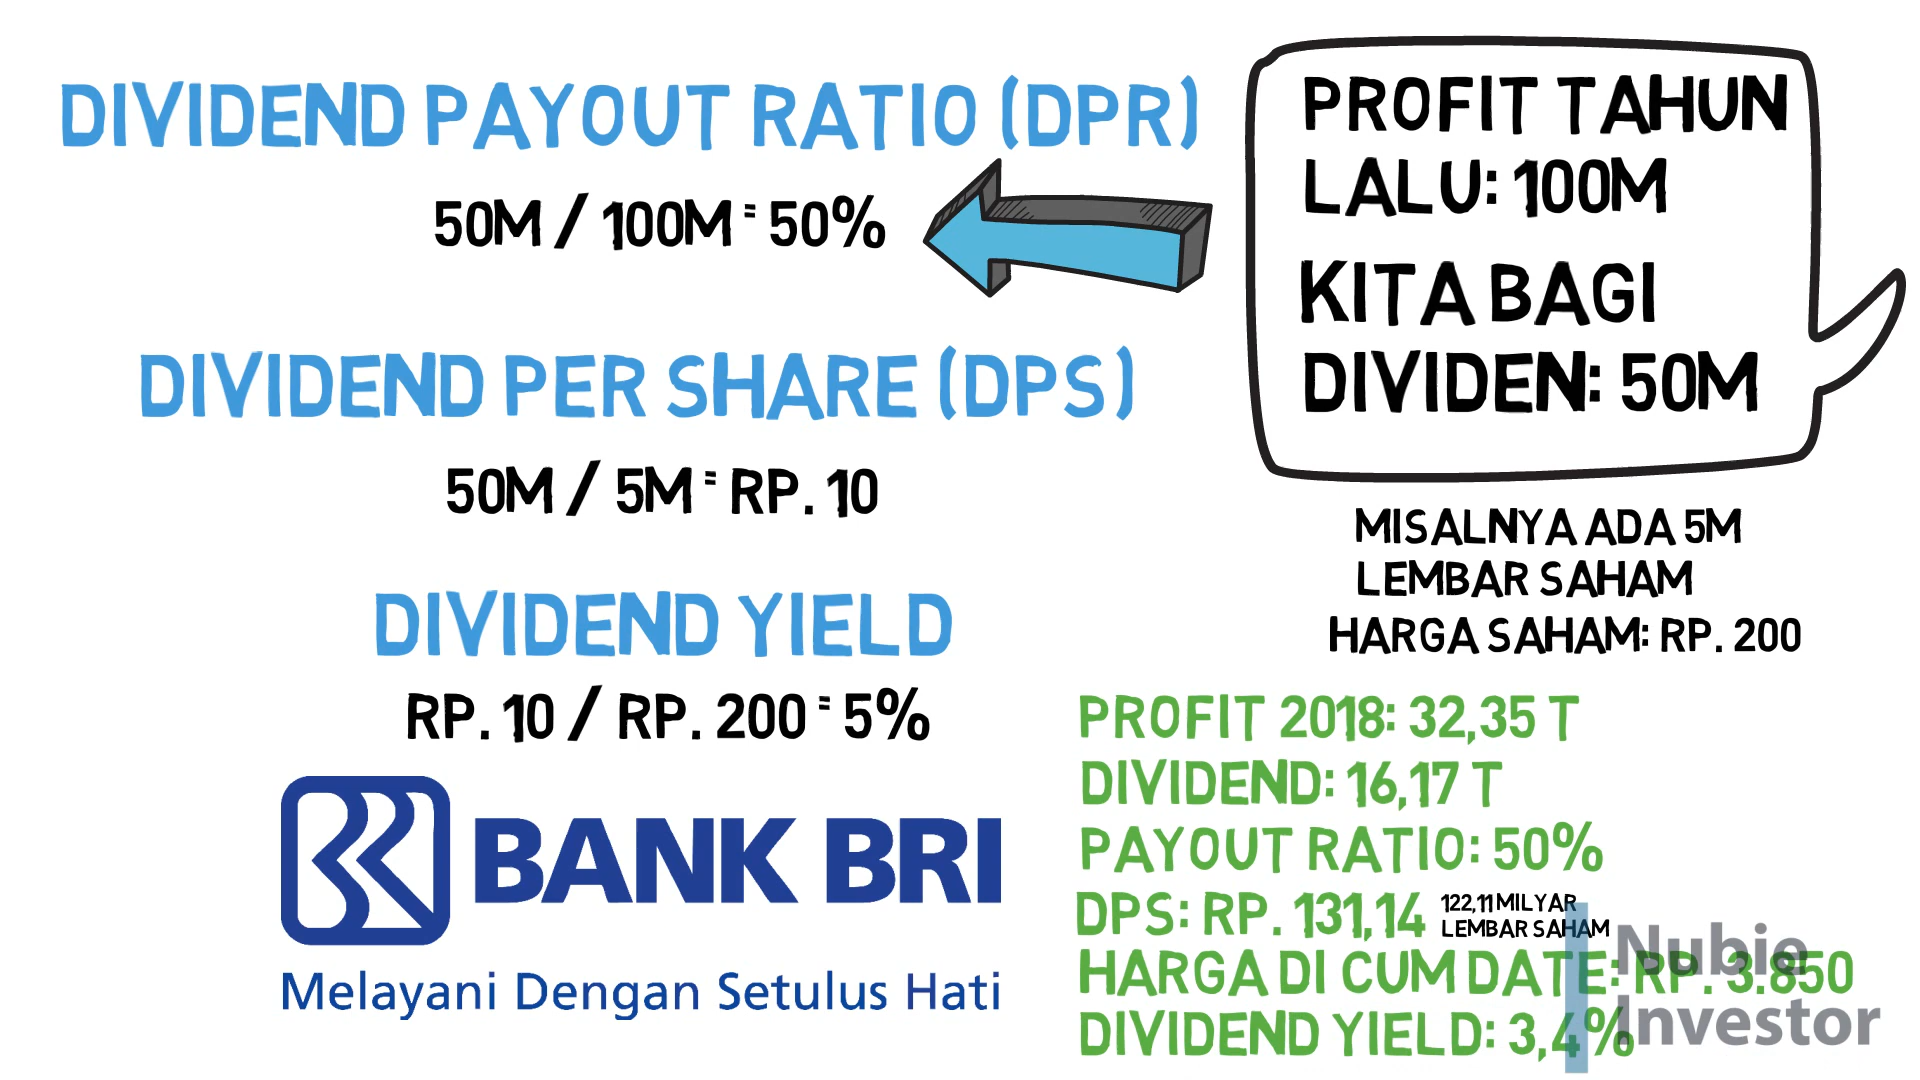 DIVIDEND PAYOUT RATIO (DPR)
50M / 100M = 50%
PROFIT TAHUN
LALU: 100M
KITA BAGI
DIVIDEN: 50M
DIVIDEND PER SHARE (DPS)
50M / 5M = RP. 10
MISALNYA ADA 5M
LEMBAR SAHAM
HARGA SAHAM: RP. 200
DIVIDEND YIELD
RP. 10 / RP. 200 = 5%
BANK BRI
Melayani Dengan Setulus Hati
PROFIT 2018: 32,35 T
DIVIDEND: 16,17 T
PAYOUT RATIO: 50%
DPS: RP. 131,14
122,11 MILYAR
LEMBAR SAHAM
HARGA DI CUM DATE: RP. 3.850
DIVIDEND YIELD: 3,4%
Nubie
Investor